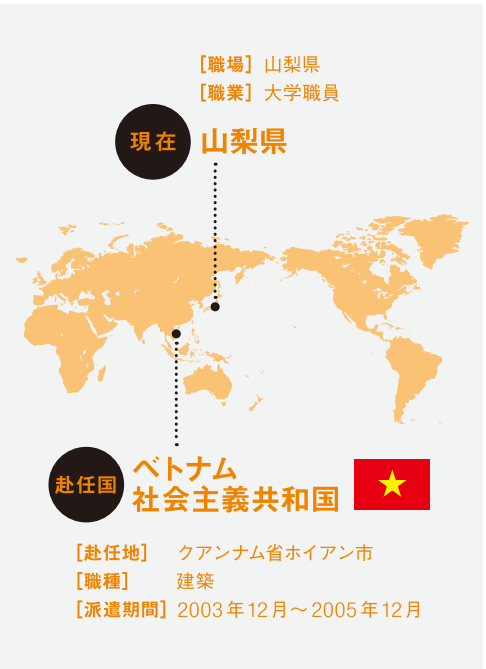 [職場] 山梨県
[職業] 大学職員
現在 山梨県
赴任国 ベトナム
社会主義共和国
[赴任地] クアンナム省ホイアン市
[職種] 建築
[派遣期間] 2003年12月〜2005年12月